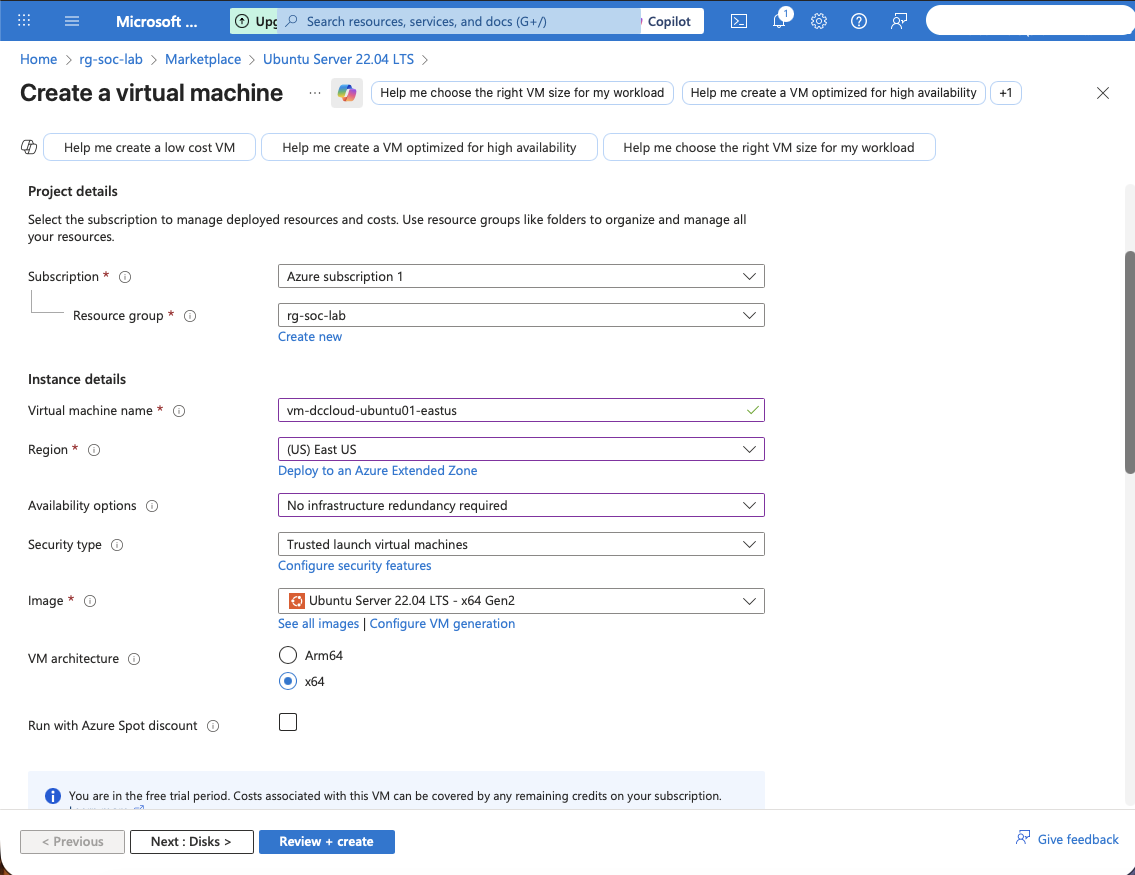 Microsoft ...
Upg
Search resources, services, and docs (G+/)
Copilot
1
Home > rg-soc-lab > Marketplace > Ubuntu Server 22.04 LTS >
Create a virtual machine
...
Help me choose the right VM size for my workload
Help me create a VM optimized for high availability
+1
Help me create a low cost VM
Help me create a VM optimized for high availability
Help me choose the right VM size for my workload
Project details
Select the subscription to manage deployed resources and costs. Use resource groups like folders to organize and manage all
your resources.
Subscription *
Azure subscription 1
Resource group *
rg-soc-lab
Create new
Instance details
Virtual machine name *
vm-dccloud-ubuntu01-eastus
Region *
(US) East US
Deploy to an Azure Extended Zone
Availability options
No infrastructure redundancy required
Security type
Trusted launch virtual machines
Configure security features
Image *
Ubuntu Server 22.04 LTS - x64 Gen2
See all images | Configure VM generation
VM architecture
Arm64
x64
Run with Azure Spot discount
You are in the free trial period. Costs associated with this VM can be covered by any remaining credits on your subscription.
< Previous
Next : Disks >
Review + create
Give feedback